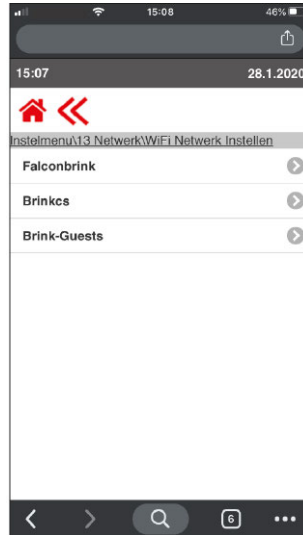 15:08
46%
15:07
28.1.2020
Instelmenu\13 Netwerk\WiFi Netwerk Instellen
Falconbrink
Brinkcs
Brink-Guests
6